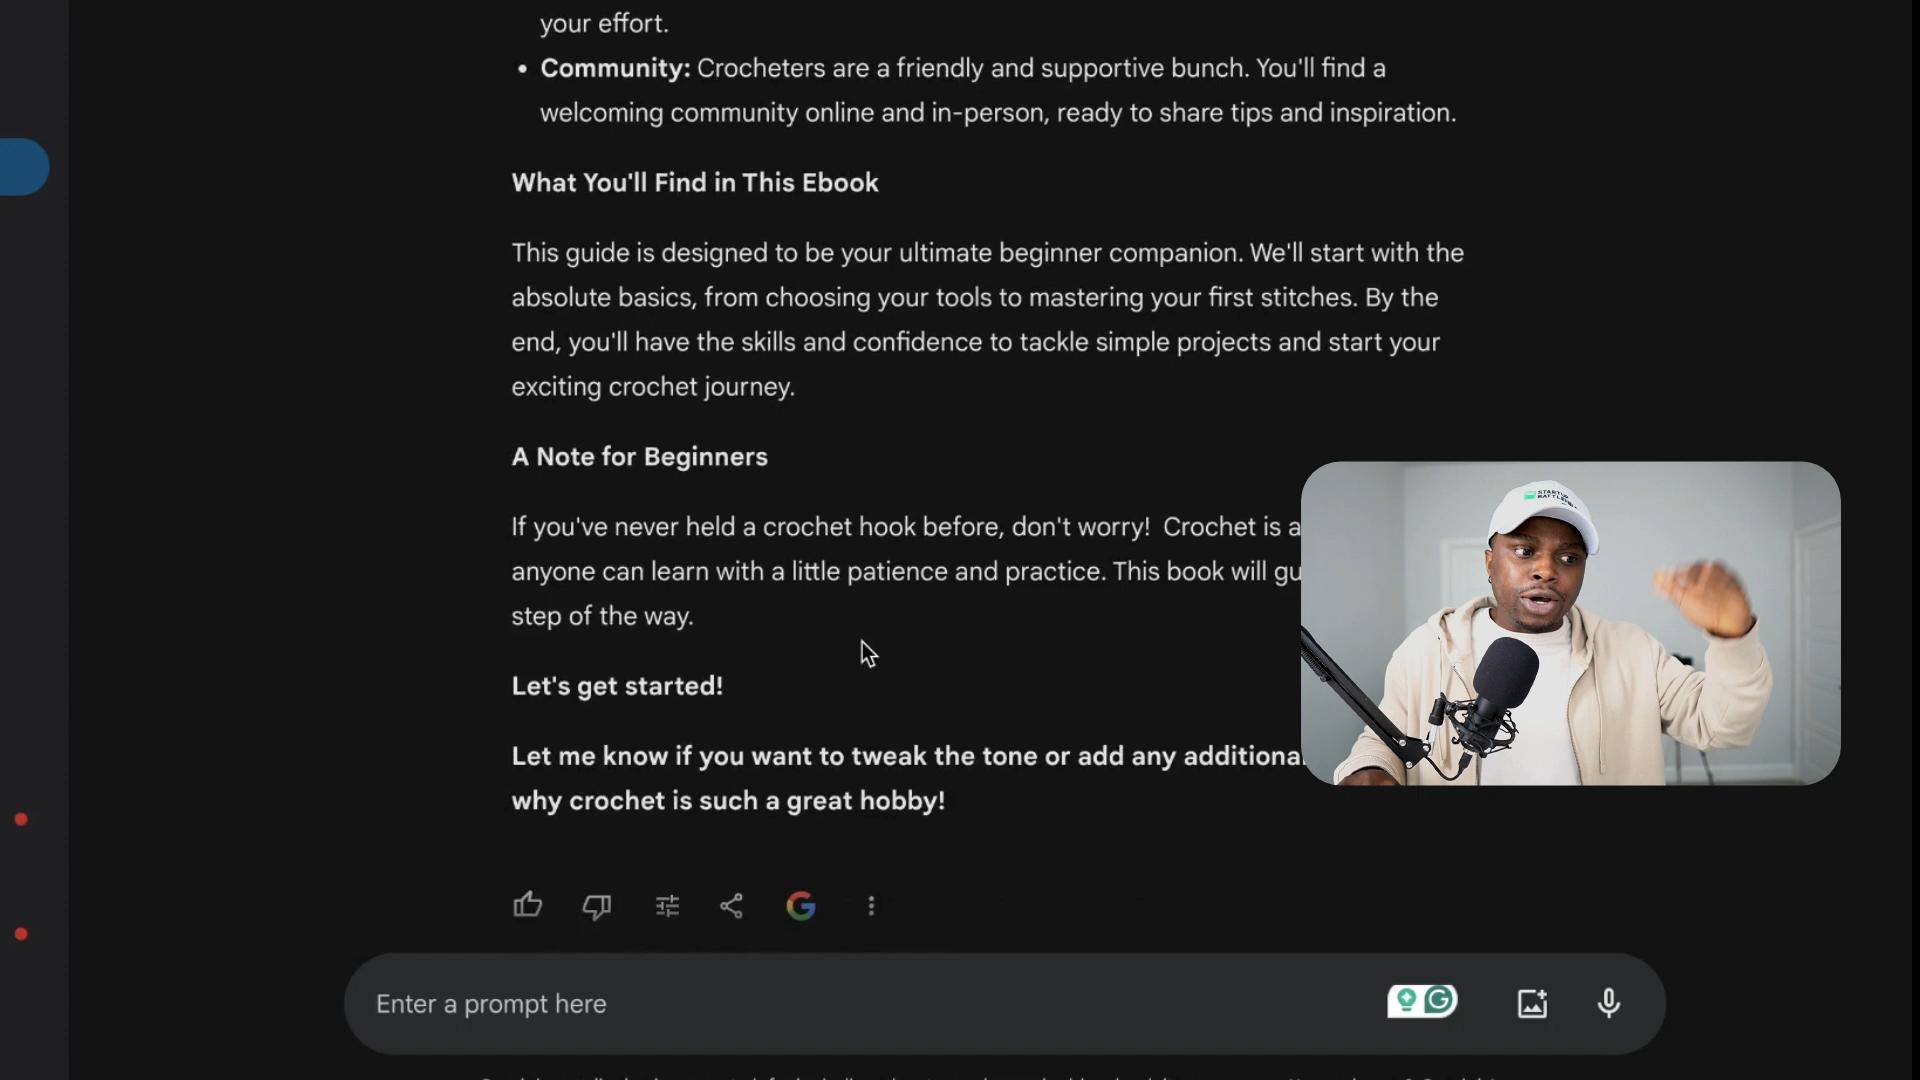 your effort.
• Community: Crocheters are a friendly and supportive bunch. You'll find a
welcoming community online and in-person, ready to share tips and inspiration.
What You'll Find in This Ebook
This guide is designed to be your ultimate beginner companion. We'll start with the
absolute basics, from choosing your tools to mastering your first stitches. By the
end, you'll have the skills and confidence to tackle simple projects and start your
exciting crochet journey.
A Note for Beginners
If you've never held a crochet hook before, don't worry! Crochet is a
anyone can learn with a little patience and practice. This book will gu
step of the way.
STARTUP
Let's get started!
Let me know if you want to tweak the tone or add any additiona
why crochet is such a great hobby!
Enter a prompt here